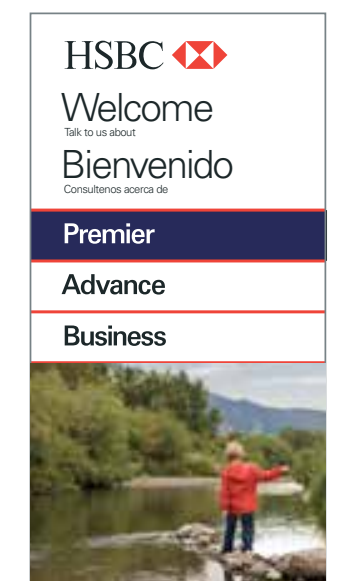 HSBC
Welcome
Talk to us about
Bienvenido
Consultenos acerca de
Premier
Advance
Business